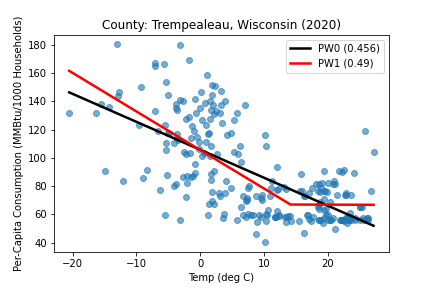 County: Trempealeau, Wisconsin (2020)
Per-Capita Consumption (MMBtu/1000 Households)
180
160
140
120
100
80
60
40
PW0 (0.456)
PW1 (0.49)
−20
−10
0
10
20
Temp (deg C)